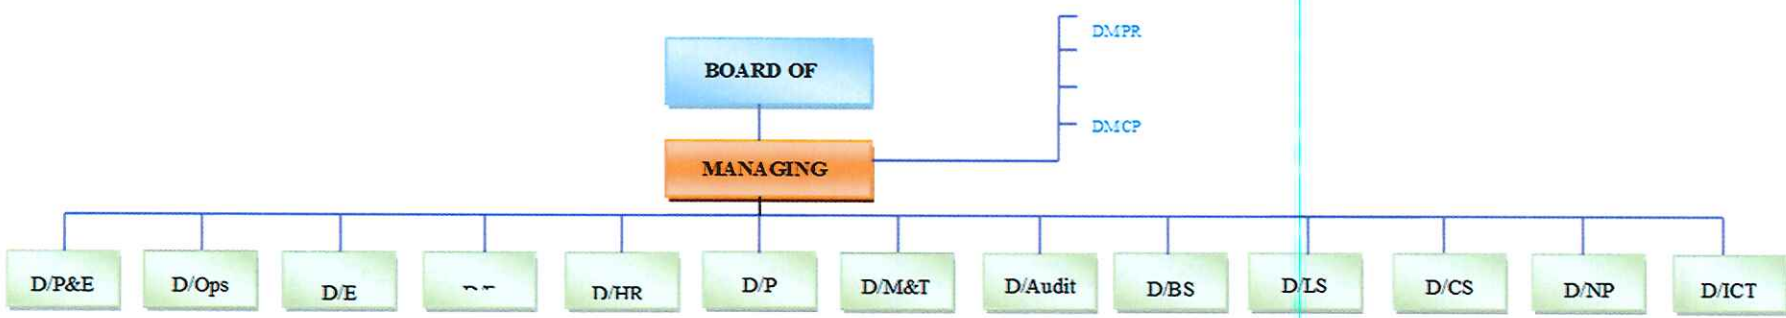 DMPR
BOARD OF
DMCP
MANAGING
D/P&E
D/Ops
D/E
D/HR
D/P
D/M&T
D/Audit
D/BS
D/LS
D/CS
D/NP
D/ICT